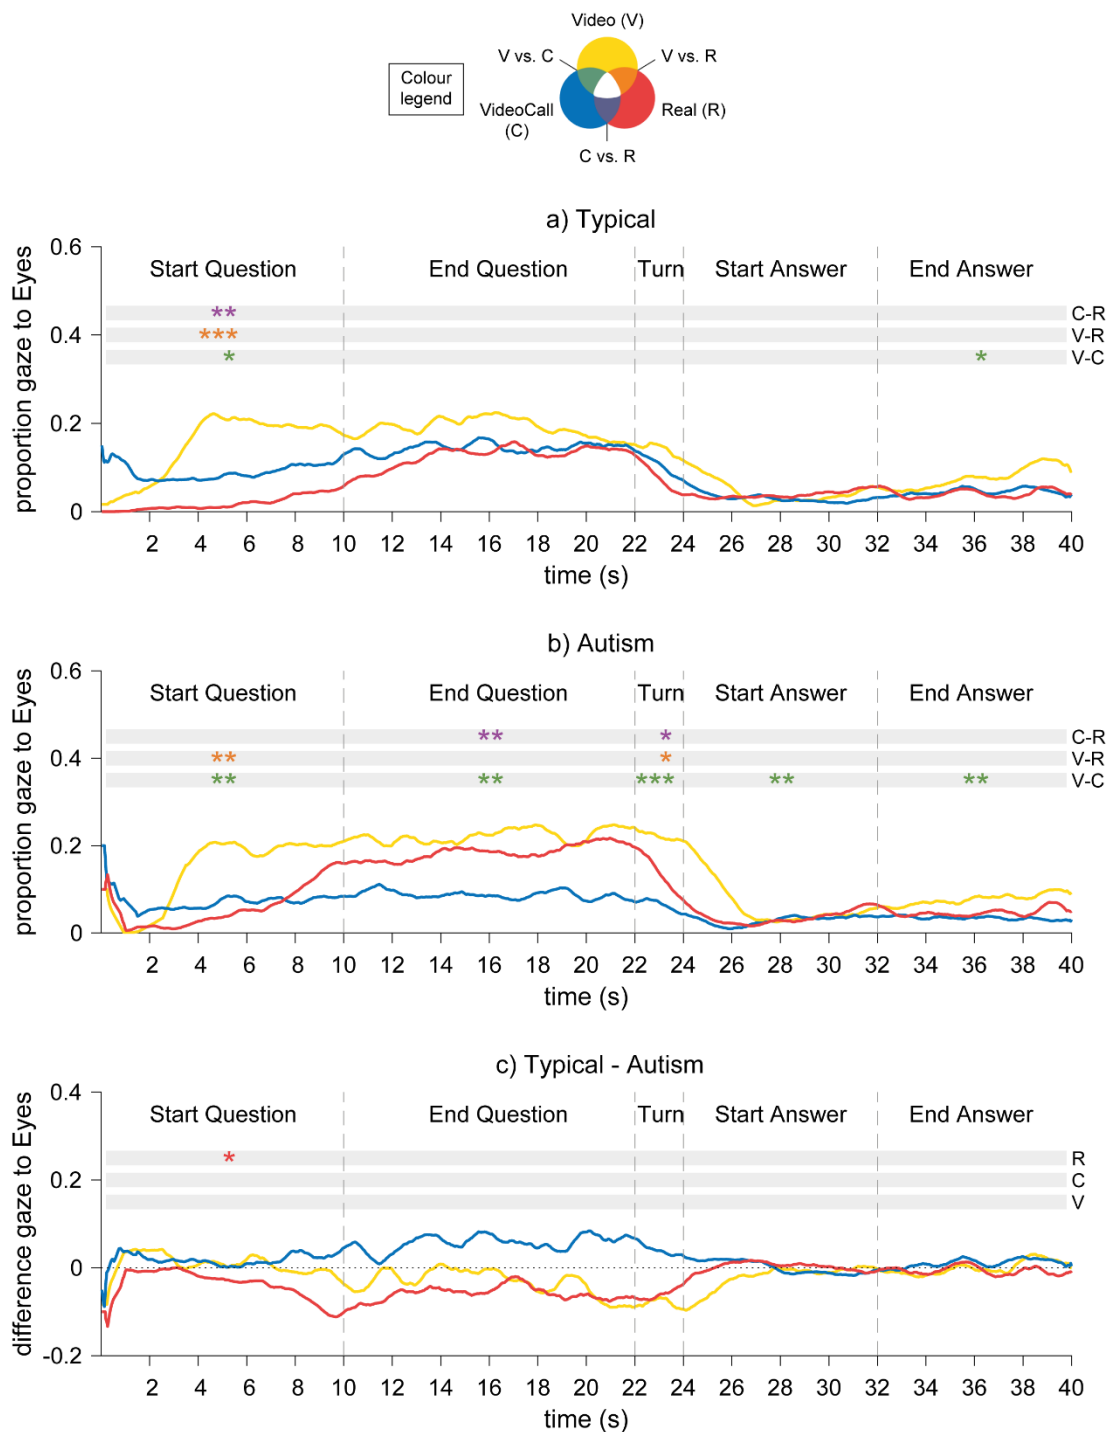 Video (V)
V vs. C
V vs. R
Colour
legend
VideoCall
(C)
Real (R)
C vs. R
a) Typical
proportion gaze to Eyes
0.6
0.4
0.2
0
Start Question
End Question
Turn
Start Answer
End Answer
** C-R
*** V-R
* * V-C
2 4 6 8 10 12 14 16 18 20 22 24 26 28 30 32 34 36 38 40
time (s)
b) Autism
proportion gaze to Eyes
0.6
0.4
0.2
0
Start Question
End Question
Turn
Start Answer
End Answer
** * C-R
** * V-R
** ** *** ** ** V-C
2 4 6 8 10 12 14 16 18 20 22 24 26 28 30 32 34 36 38 40
time (s)
c) Typical - Autism
difference gaze to Eyes
0.4
0.2
0
-0.2
Start Question
End Question
Turn
Start Answer
End Answer
* R
C
V
2 4 6 8 10 12 14 16 18 20 22 24 26 28 30 32 34 36 38 40
time (s)